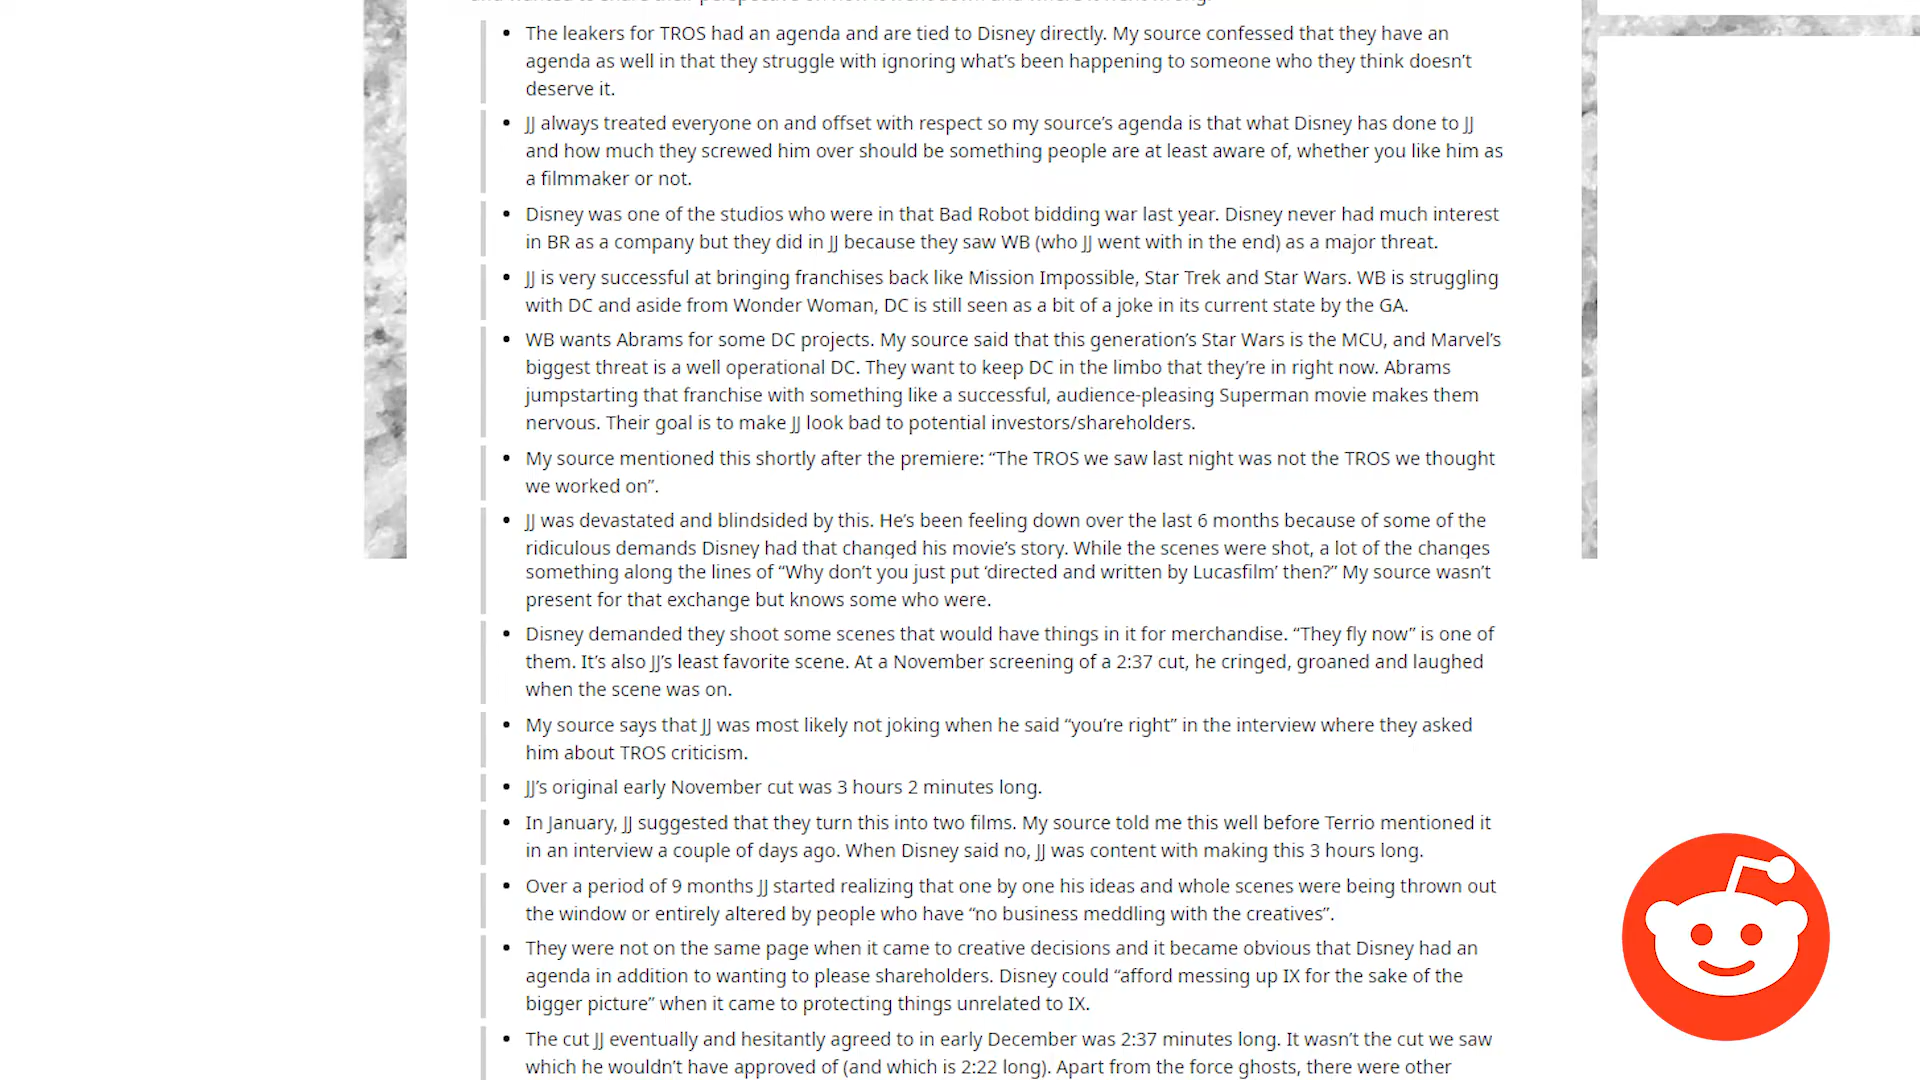 The leakers for TROS had an agenda and are tied to Disney directly. My source confessed that they have an
agenda as well in that they struggle with ignoring what's been happening to someone who they think doesn't
deserve it.
JJ always treated everyone on and offset with respect so my source's agenda is that what Disney has done to JJ
and how much they screwed him over should be something people are at least aware of, whether you like him as
a filmmaker or not.
Disney was one of the studios who were in that Bad Robot bidding war last year. Disney never had much interest
in BR as a company but they did in JJ because they saw WB (who JJ went with in the end) as a major threat.
JJ is very successful at bringing franchises back like Mission Impossible, Star Trek and Star Wars. WB is struggling
with DC and aside from Wonder Woman, DC is still seen as a bit of a joke in its current state by the GA.
WB wants Abrams for some DC projects. My source said that this generation's Star Wars is the MCU, and Marvel's
biggest threat is a well operational DC. They want to keep DC in the limbo that they're in right now. Abrams
jumpstarting that franchise with something like a successful, audience-pleasing Superman movie makes them
nervous. Their goal is to make JJ look bad to potential investors/shareholders.
My source mentioned this shortly after the premiere: “The TROS we saw last night was not the TROS we thought
we worked on”.
JJ was devastated and blindsided by this. He's been feeling down over the last 6 months because of some of the
ridiculous demands Disney had that changed his movie's story. While the scenes were shot, a lot of the changes
something along the lines of “Why don't you just put ‘directed and written by Lucasfilm’ then?” My source wasn't
present for that exchange but knows some who were.
Disney demanded they shoot some scenes that would have things in it for merchandise. “They fly now” is one of
them. It's also JJ's least favorite scene. At a November screening of a 2:37 cut, he cringed, groaned and laughed
when the scene was on.
My source says that JJ was most likely not joking when he said “you're right” in the interview where they asked
him about TROS criticism.
JJ's original early November cut was 3 hours 2 minutes long.
In January, JJ suggested that they turn this into two films. My source told me this well before Terrio mentioned it
in an interview a couple of days ago. When Disney said no, JJ was content with making this 3 hours long.
Over a period of 9 months JJ started realizing that one by one his ideas and whole scenes were being thrown out
the window or entirely altered by people who have “no business meddling with the creatives”.
They were not on the same page when it came to creative decisions and it became obvious that Disney had an
agenda in addition to wanting to please shareholders. Disney could “afford messing up IX for the sake of the
bigger picture” when it came to protecting things unrelated to IX.
The cut JJ eventually and hesitantly agreed to in early December was 2:37 minutes long. It wasn't the cut we saw
which he wouldn't have approved of (and which is 2:22 long). Apart from the force ghosts, there were other